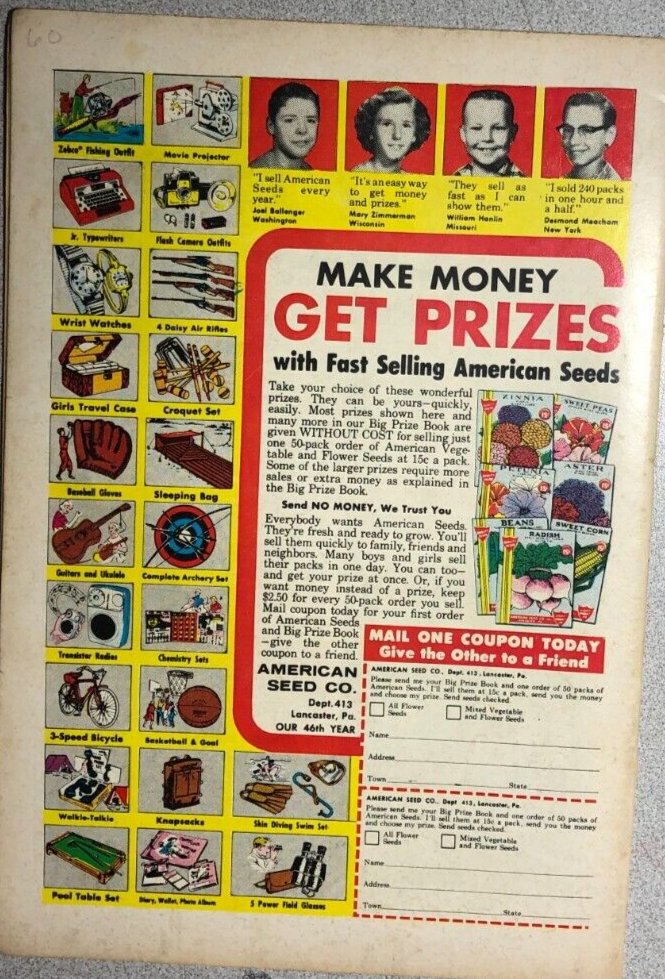 60
Zebco® Fishing Outfit
Movie Projector
Jr. Typewriters
Flash Camera Outfits
Wrist Watches
4 Daisy Air Rifles
Girls Travel Case
Croquet Set
Baseball Gloves
Sleeping Bag
Guitars and Ukulele
Complete Archery Set
Transistor Radios
Chemistry Sets
3-Speed Bicycle
Basketball & Goal
Walkie-Talkie
Knapsacks
Skin Diving Swim Set
Pool Table Set
Diary, Wallet, Photo Album
5 Power Field Glasses
"I sell American
Seeds every
year."
Joel Ballenger
Washington
"It's an easy way
to get money
and prizes."
Mary Zimmerman
Wisconsin
"They sell as
fast as I can
show them."
William Hanlin
Missouri
"I sold 240 packs
in one hour and
a half."
Desmond Meacham
New York
MAKE MONEY
GET PRIZES
with Fast Selling American Seeds
Take your choice of these wonderful
prizes. They can be yours—quickly,
easily. Most prizes shown here and
many more in our Big Prize Book are
given WITHOUT COST for selling just
one 50-pack order of American Vege-
table and Flower Seeds at 15c a pack.
Some of the larger prizes require more
sales or extra money as explained in
the Big Prize Book.
Send NO MONEY, We Trust You
Everybody wants American Seeds.
They're fresh and ready to grow. You'll
sell them quickly to family, friends and
neighbors. Many boys and girls sell
their packs in one day. You can too—
and get your prize at once. Or, if you
want money instead of a prize, keep
$2.50 for every 50-pack order you sell.
Mail coupon today for your first order
of American Seeds
and Big Prize Book
—give the other
coupon to a friend.
AMERICAN
SEED CO.
Dept. 413
Lancaster, Pa.
OUR 46th YEAR
ZINNIA
SWEET PEAS
PETUNIA
ASTER
BEANS
SWEET CORN
RADISH
MAIL ONE COUPON TODAY
Give the Other to a Friend
AMERICAN SEED CO., Dept. 413, Lancaster, Pa.
Please send me your Big Prize Book and one order of 50 packs of
American Seeds. I'll sell them at 15c a pack, send you the money
and choose my prize. Send seeds checked.
All Flower
Seeds
Mixed Vegetable
and Flower Seeds
Name
Address
Town State
AMERICAN SEED CO., Dept 413, Lancaster, Pa.
Please send me your Big Prize Book and one order of 50 packs of
American Seeds. I'll sell them at 15c a pack, send you the money
and choose my prize. Send seeds checked.
All Flower
Seeds
Mixed Vegetable
and Flower Seeds
Name
Address
Town State